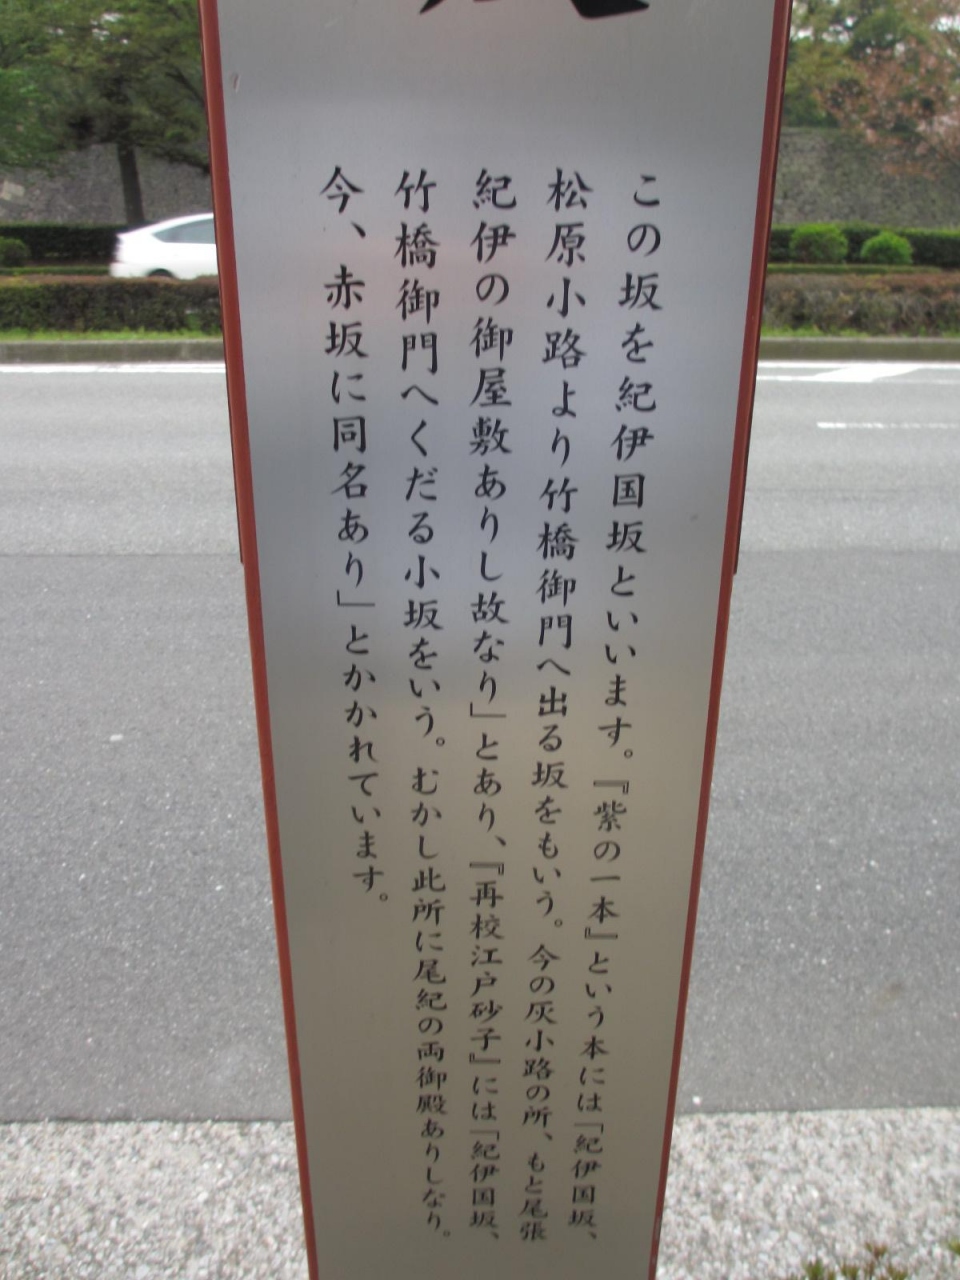 この坂を紀伊国坂といいます。『紫の一本』という本には「紀伊国坂、
松原小路より竹橋御門へ出る坂をもいう。今の灰小路の所、もと尾張
紀伊の御屋敷ありし故なり」とあり、『再校江戸砂子』には「紀伊国坂、
竹橋御門へくだる小坂をいう。むかし此所に尾紀の両御殿ありしなり。
今、赤坂に同名あり」とかかれています。